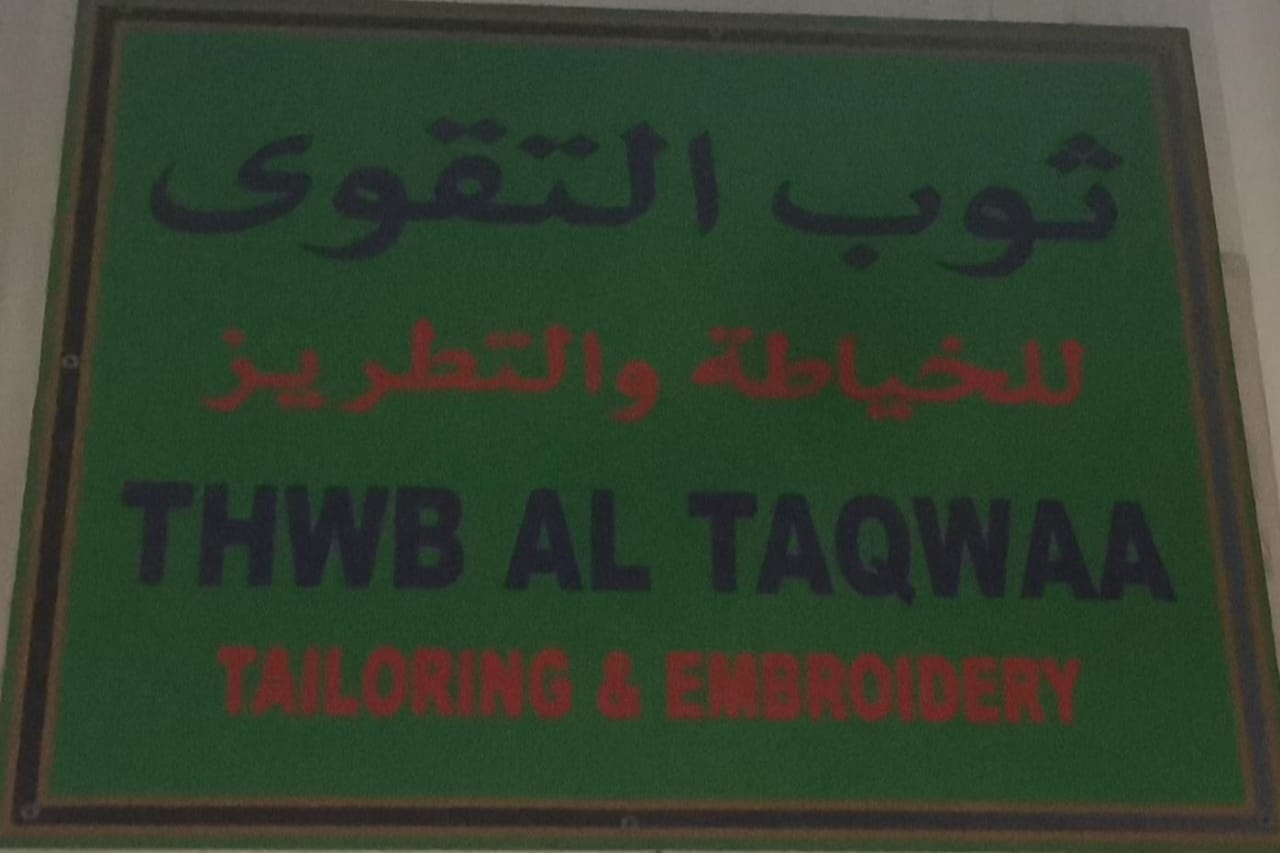 ثوب التقوى
للخياطة والتطريز
THWB AL TAQWAA
TAILORING & EMBROIDERY